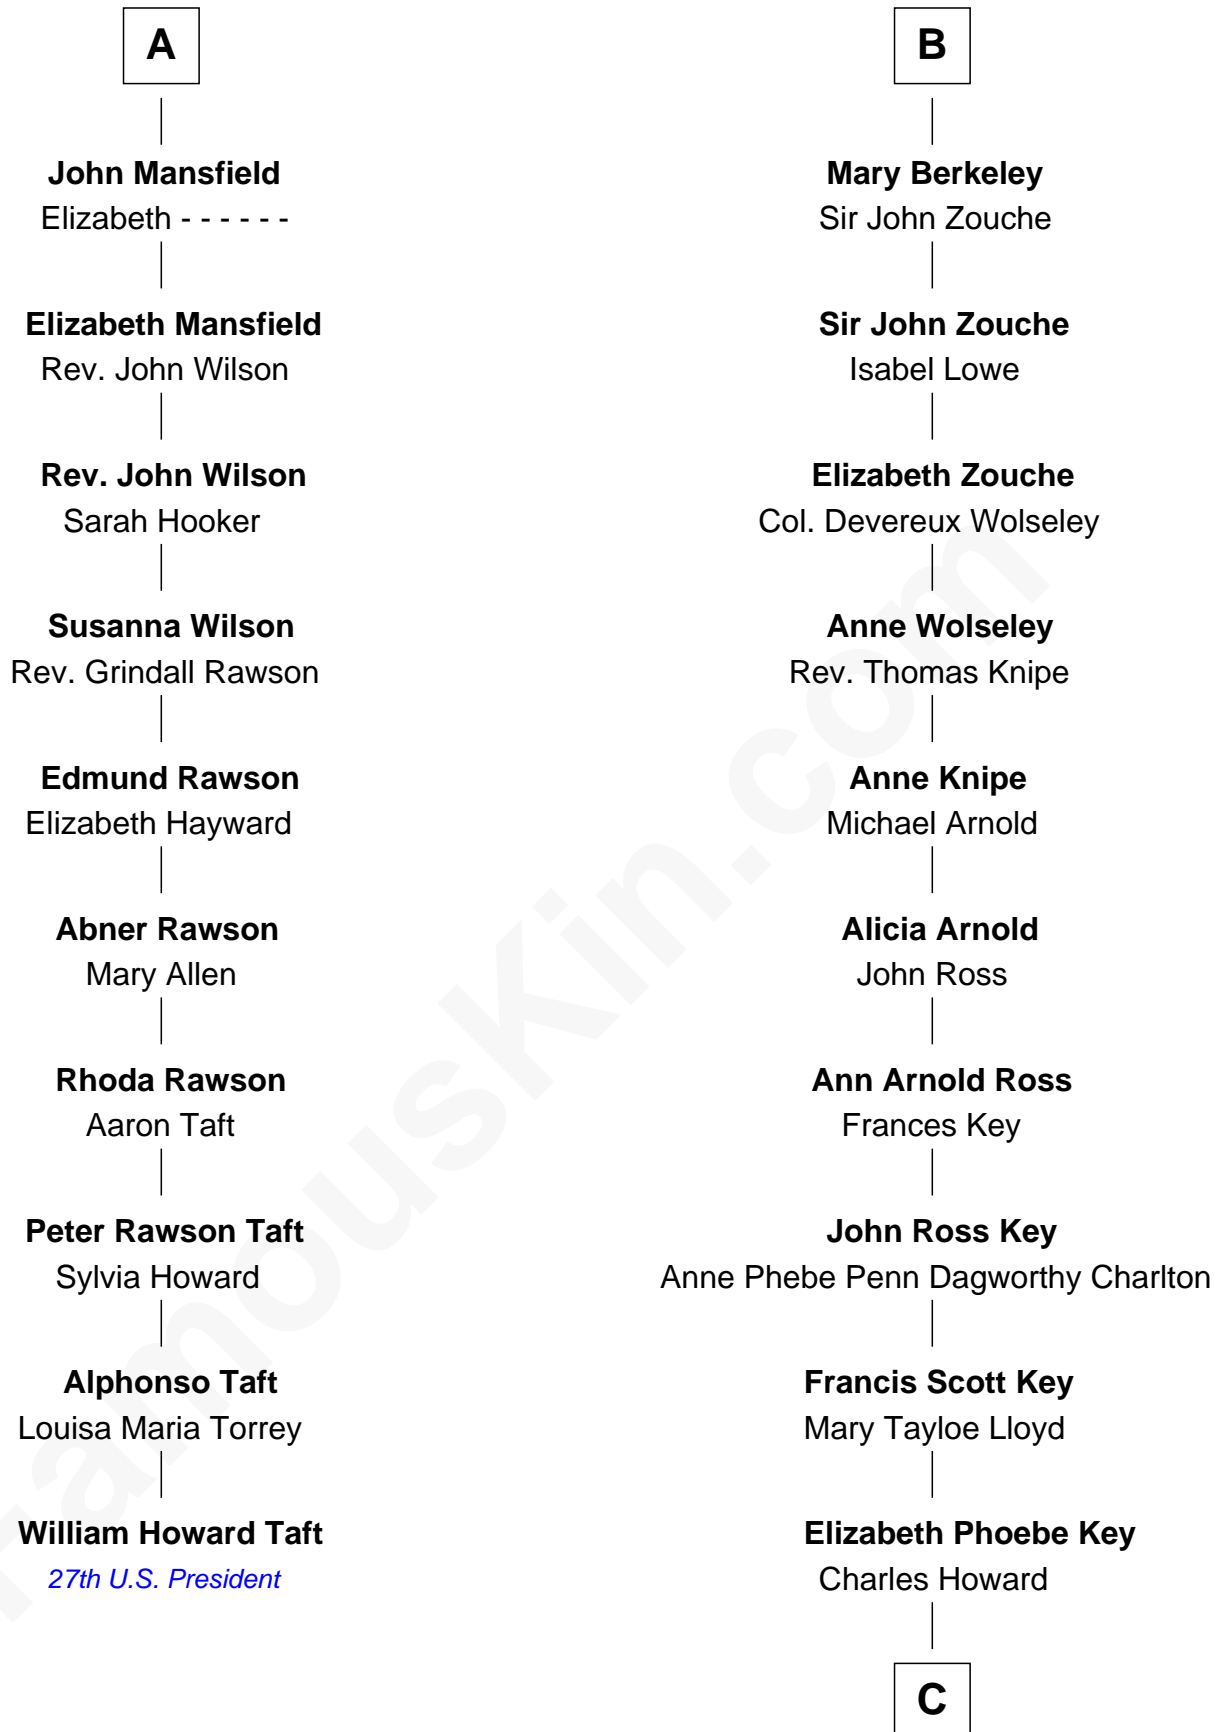 A
John Mansfield
Elizabeth - - - - - -
Elizabeth Mansfield
Rev. John Wilson
Rev. John Wilson
Sarah Hooker
Susanna Wilson
Rev. Grindall Rawson
Edmund Rawson
Elizabeth Hayward
Abner Rawson
Mary Allen
Rhoda Rawson
Aaron Taft
Peter Rawson Taft
Sylvia Howard
Alphonso Taft
Louisa Maria Torrey
William Howard Taft
27th U.S. President
B
Mary Berkeley
Sir John Zouche
Sir John Zouche
Isabel Lowe
Elizabeth Zouche
Col. Devereux Wolseley
Anne Wolseley
Rev. Thomas Knipe
Anne Knipe
Michael Arnold
Alicia Arnold
John Ross
Ann Arnold Ross
Frances Key
John Ross Key
Anne Phebe Penn Dagworthy Charlton
Francis Scott Key
Mary Tayloe Lloyd
Elizabeth Phoebe Key
Charles Howard
C
FamousKin.com